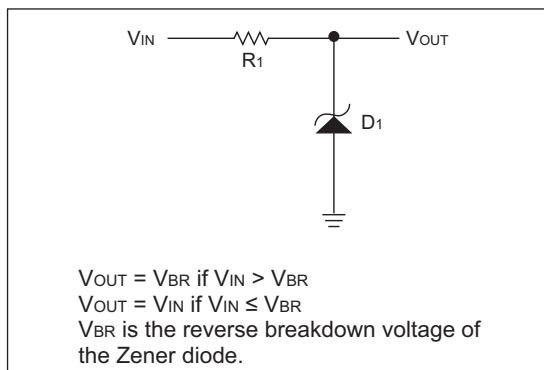 VIN VOUT
R1
D1
VOUT = VBR if VIN > VBR
VOUT = VIN if VIN ≤ VBR
VBR is the reverse breakdown voltage of
the Zener diode.